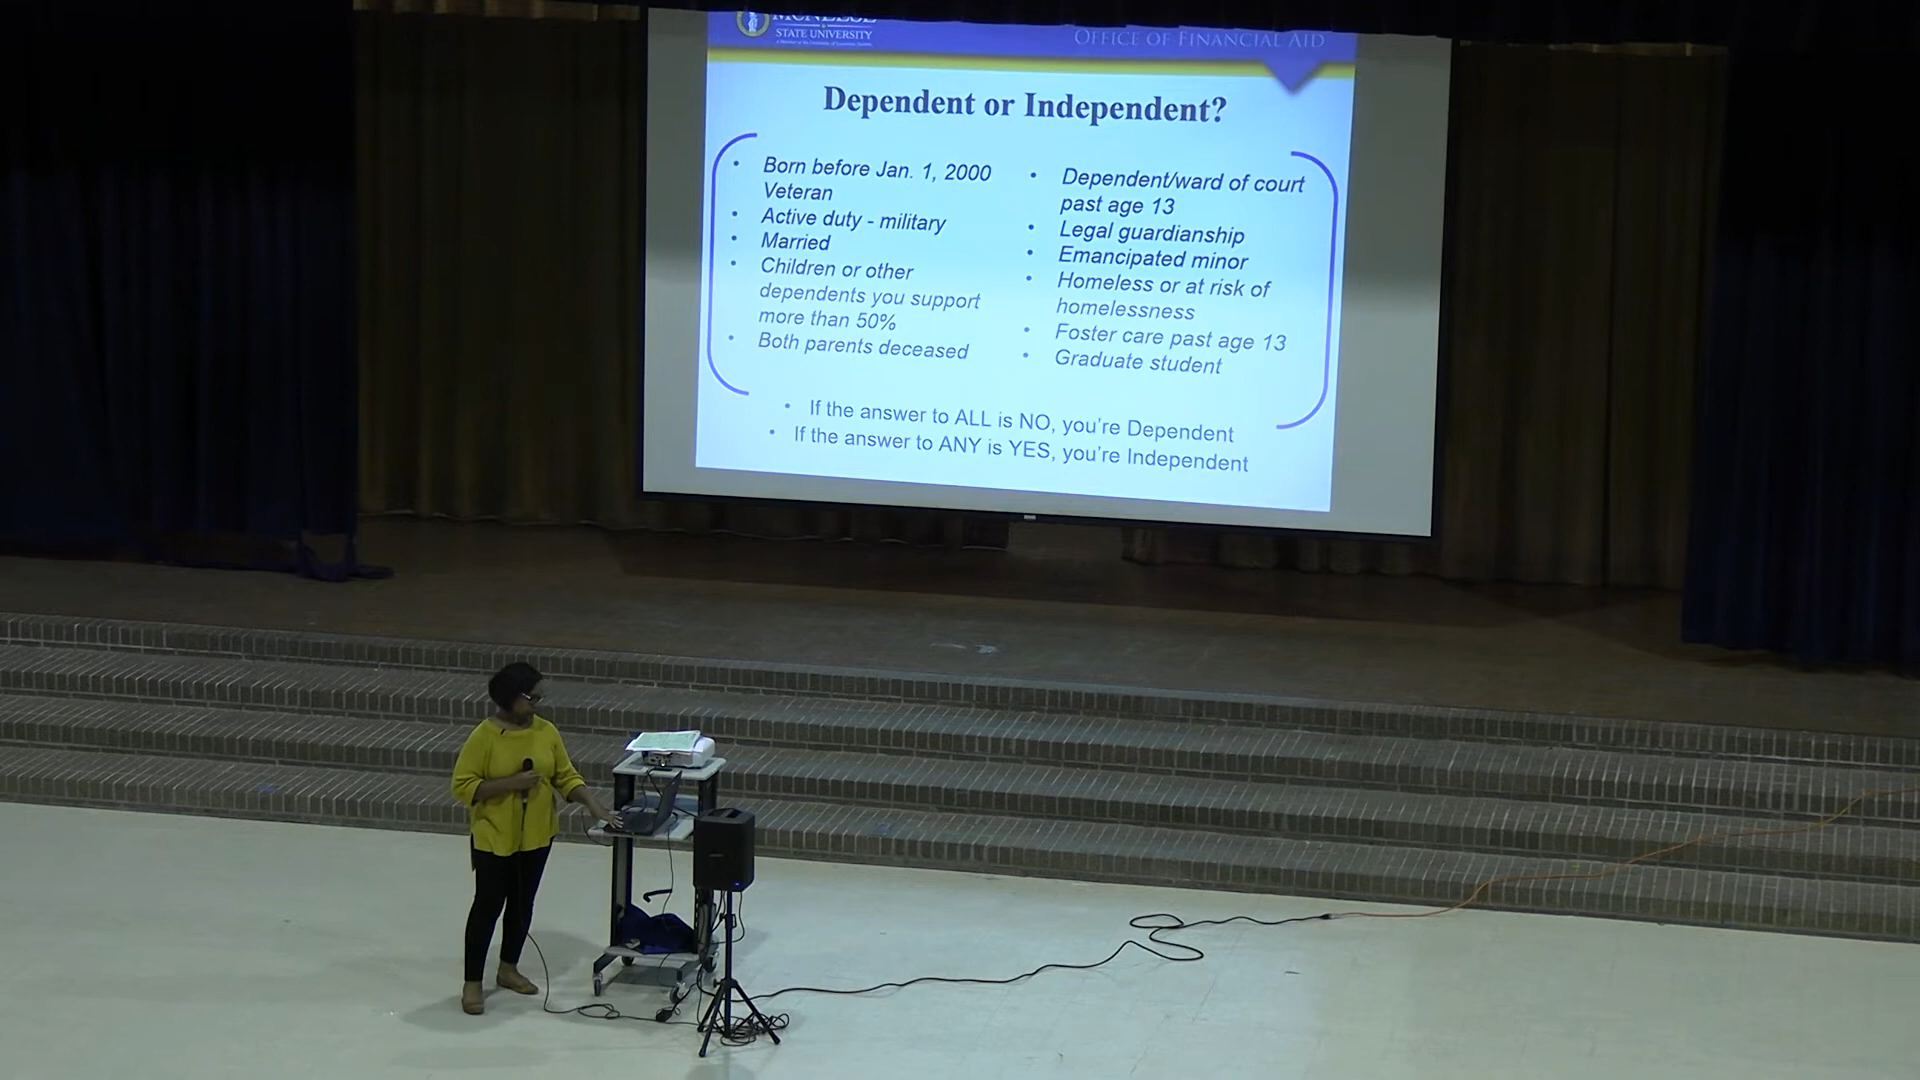 McNEESE
STATE UNIVERSITY
OFFICE OF FINANCIAL AID
Dependent or Independent?
• Born before Jan. 1, 2000
Veteran
• Active duty - military
• Married
• Children or other
dependents you support
more than 50%
• Both parents deceased
• Dependent/ward of court
past age 13
• Legal guardianship
• Emancipated minor
• Homeless or at risk of
homelessness
• Foster care past age 13
• Graduate student
• If the answer to ALL is NO, you're Dependent
• If the answer to ANY is YES, you're Independent